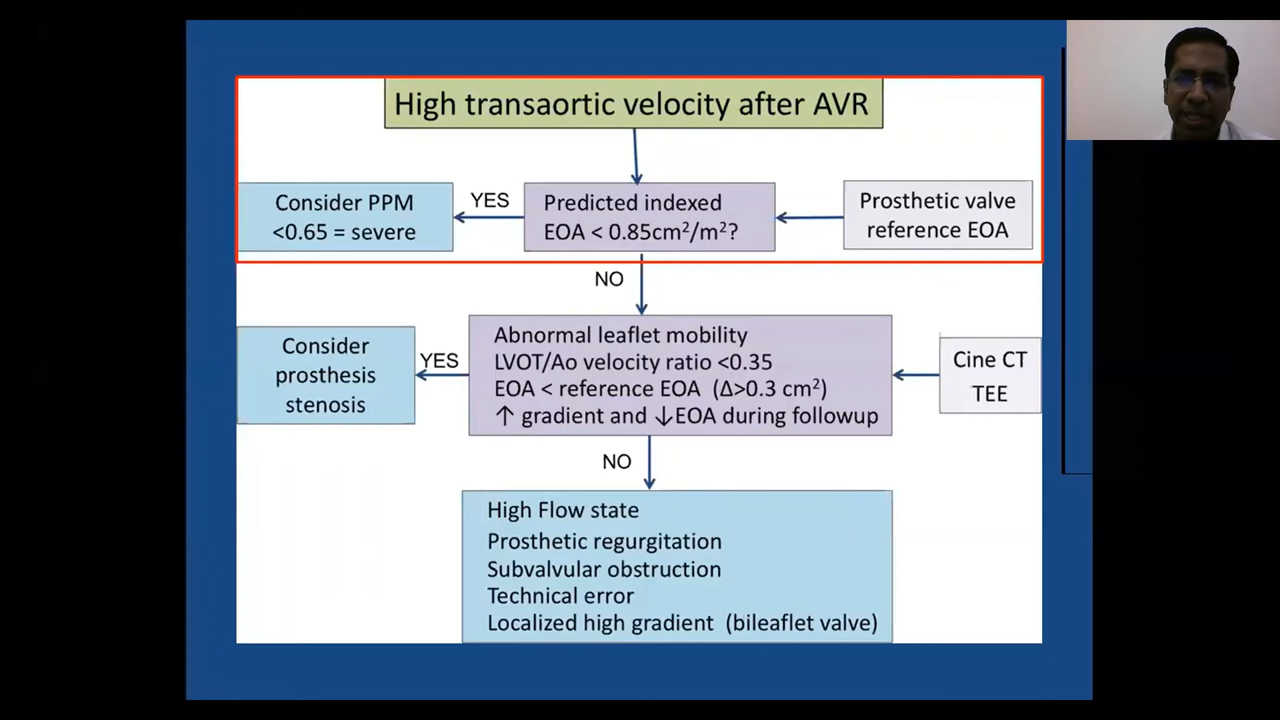 High transaortic velocity after AVR
Consider PPM
<0.65 = severe
YES
Predicted indexed
EOA < 0.85cm²/m²?
Prosthetic valve
reference EOA
NO
Consider
prosthesis
stenosis
YES
Abnormal leaflet mobility
LVOT/Ao velocity ratio <0.35
EOA < reference EOA (Δ>0.3 cm²)
↑ gradient and ↓EOA during followup
Cine CT
TEE
NO
High Flow state
Prosthetic regurgitation
Subvalvular obstruction
Technical error
Localized high gradient (bileaflet valve)